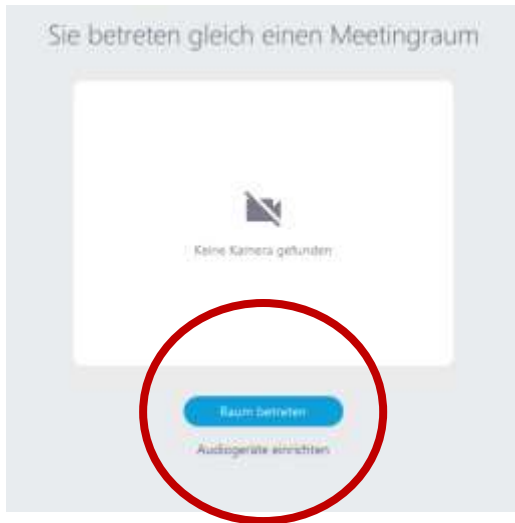 Sie betreten gleich einen Meetingraum
Keine Kamera gefunden
Raum betreten
Audiogeräte einrichten